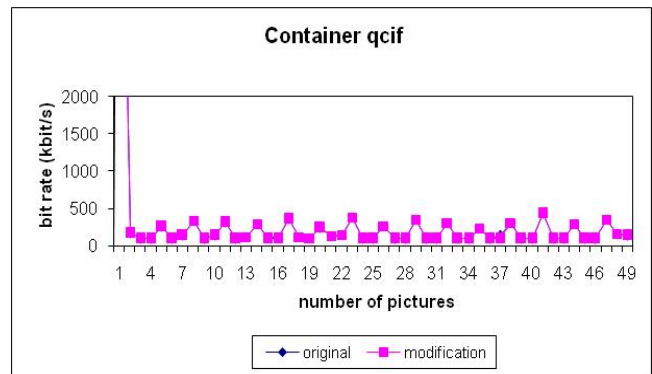 Container qcif
bit rate (kbit/s)
2000
1500
1000
500
0
1 4 7 10 13 16 19 22 25 28 31 34 37 40 43 46 49
number of pictures
original modification